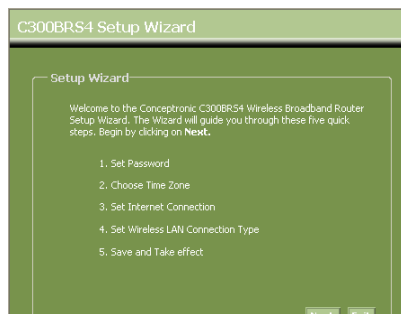 C300BRS4 Setup Wizard
Setup Wizard
Welcome to the Conceptronic C300BRS4 Wireless Broadband Router
Setup Wizard. The Wizard will guide you through these five quick
steps. Begin by clicking on Next.
1. Set Password
2. Choose Time Zone
3. Set Internet Connection
4. Set Wireless LAN Connection Type
5. Save and Take effect